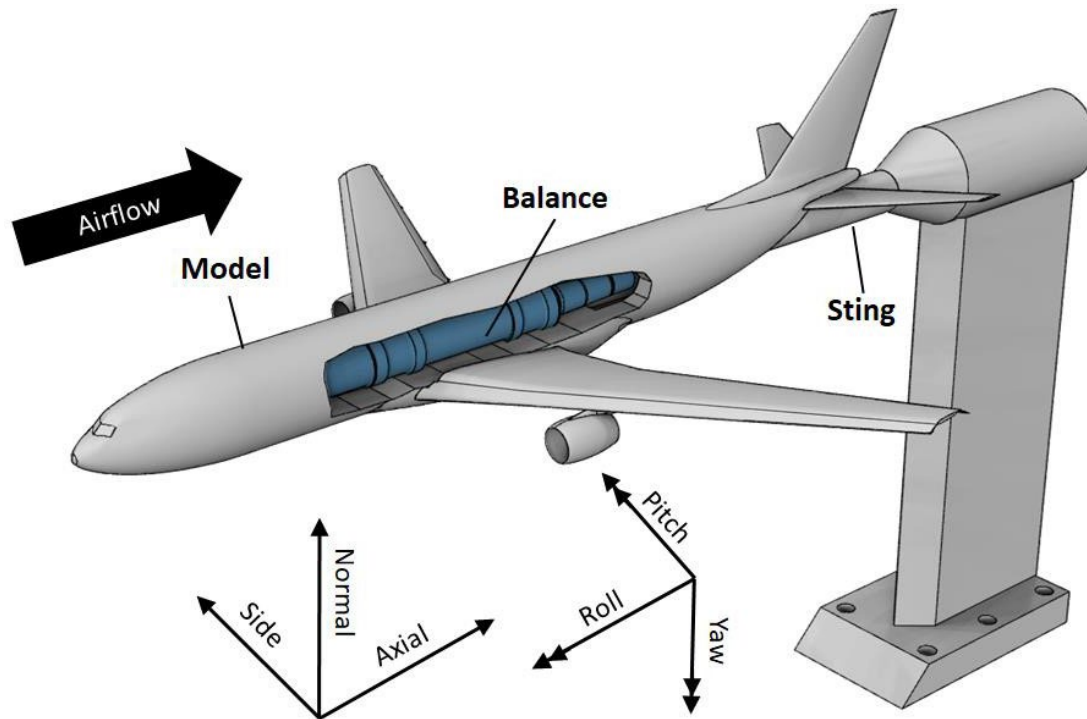 Airflow
Balance
Model
Sting
Pitch
Normal
Side
Axial
Roll
Yaw